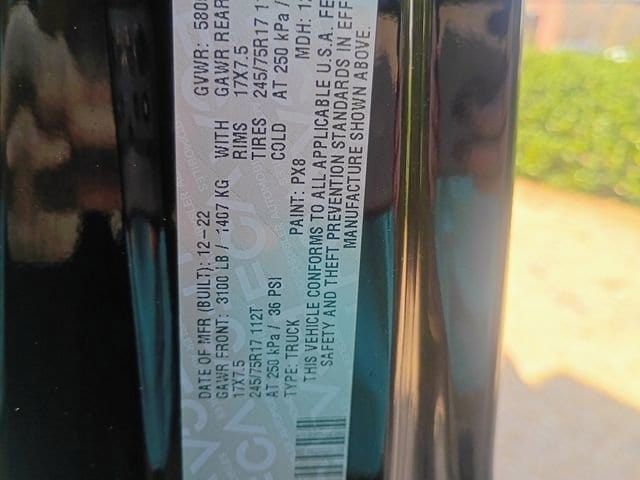 DATE OF MFR (BUILT): 12-22 GVWR: 580
GAWR FRONT: 3100 LB / 1407 KG WITH GAWR REAR
17X7.5 RIMS 17X7.5
245/75R17 112T TIRES 245/75R17 11
AT 250 kPa / 36 PSI COLD AT 250 kPa /
TYPE: TRUCK PAINT: PX8 MDH: 12
THIS VEHICLE CONFORMS TO ALL APPLICABLE U.S.A. FE
SAFETY AND THEFT PREVENTION STANDARDS IN EFF
MANUFACTURE SHOWN ABOVE.